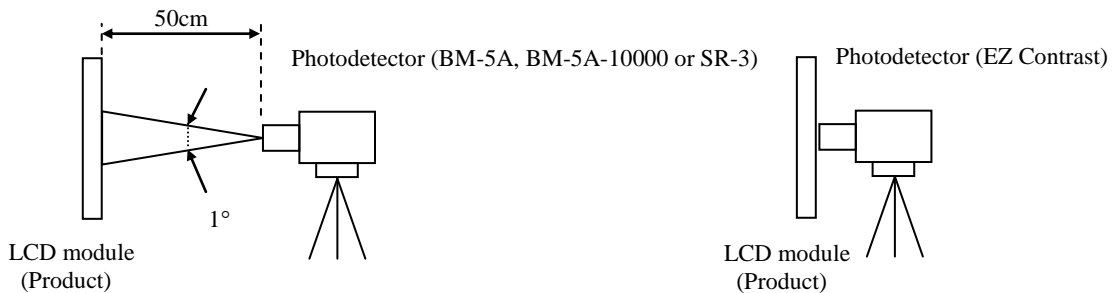 50cm
Photodetector (BM-5A, BM-5A-10000 or SR-3)
1°
LCD module
(Product)
Photodetector (EZ Contrast)
LCD module
(Product)